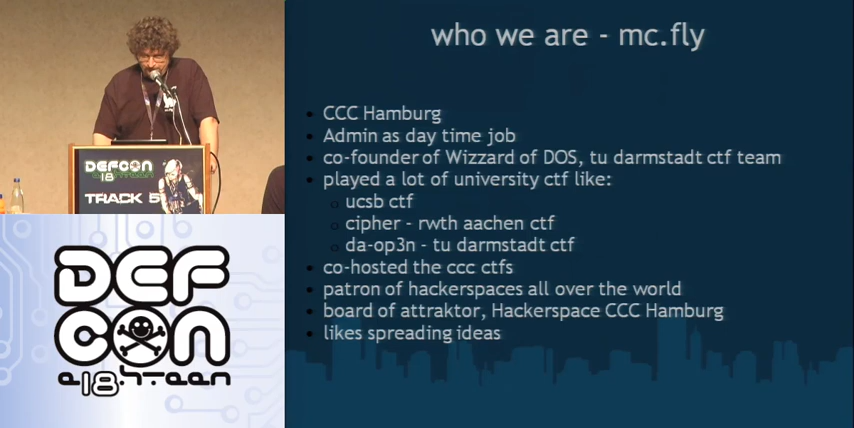 who we are - mc.fly
CCC Hamburg
Admin as day time job
co-founder of Wizzard of DOS, tu darmstadt ctf team
played a lot of university ctf like:
ucsb ctf
cipher - rwth aachen ctf
da-op3n - tu darmstadt ctf
co-hosted the ccc ctfs
patron of hackerspaces all over the world
board of attraktor, Hackerspace CCC Hamburg
likes spreading ideas
DEFCON
18
TRACK 5
DEF
CON
e18hteen